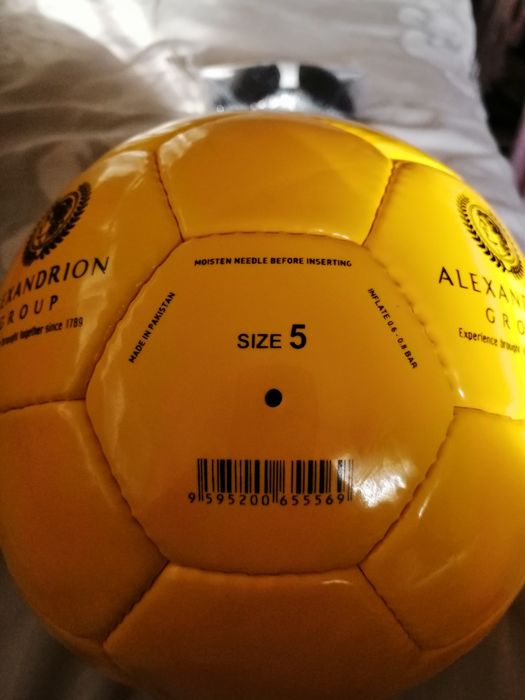 MOISTEN NEEDLE BEFORE INSERTING
MADE IN PAKISTAN
INFLATE 0.6 - 0.8 BAR
SIZE 5
9 595200 655569
EXANDRION
GROUP
brought together since 1789
ALEXAN
GRO
Experience brought